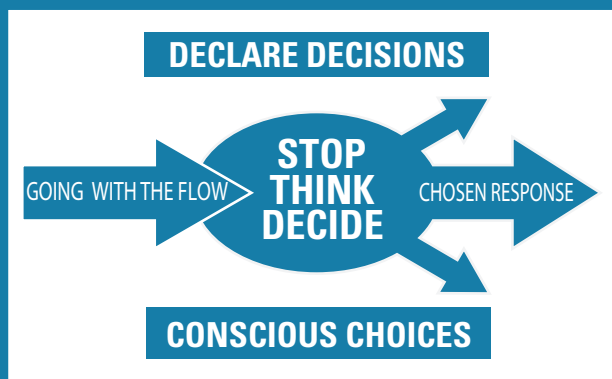 DECLARE DECISIONS
GOING WITH THE FLOW
STOP
THINK
DECIDE
CHOSEN RESPONSE
CONSCIOUS CHOICES